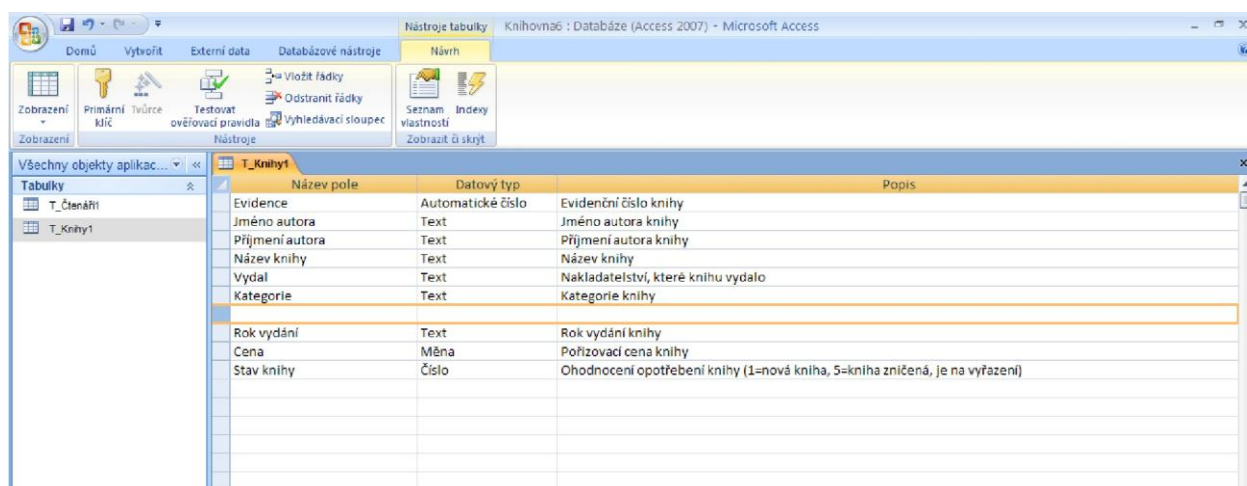 Nástroje tabulky Knihovna6 : Databáze (Access 2007) - Microsoft Access
Domů Vytvořit Externí data Databázové nástroje Návrh
Zobrazení
Primární klíč
Tvůrce
Testovat ověřovací pravidla
Vložit řádky
Odstranit řádky
Vyhledávací sloupec
Seznam vlastností
Indexy
Zobrazení Nástroje Zobrazit či skrýt
Všechny objekty aplikac...
Tabulky
T_Čtenáři1
T_Knihy1
T_Knihy1
Název pole Datový typ Popis
Evidence Automatické číslo Evidenční číslo knihy
Jméno autora Text Jméno autora knihy
Příjmení autora Text Příjmení autora knihy
Název knihy Text Název knihy
Vydal Text Nakladatelství, které knihu vydalo
Kategorie Text Kategorie knihy
Rok vydání Text Rok vydání knihy
Cena Měna Pořizovací cena knihy
Stav knihy Číslo Ohodnocení opotřebení knihy (1=nová kniha, 5=kniha zničená, je na vyřazení)